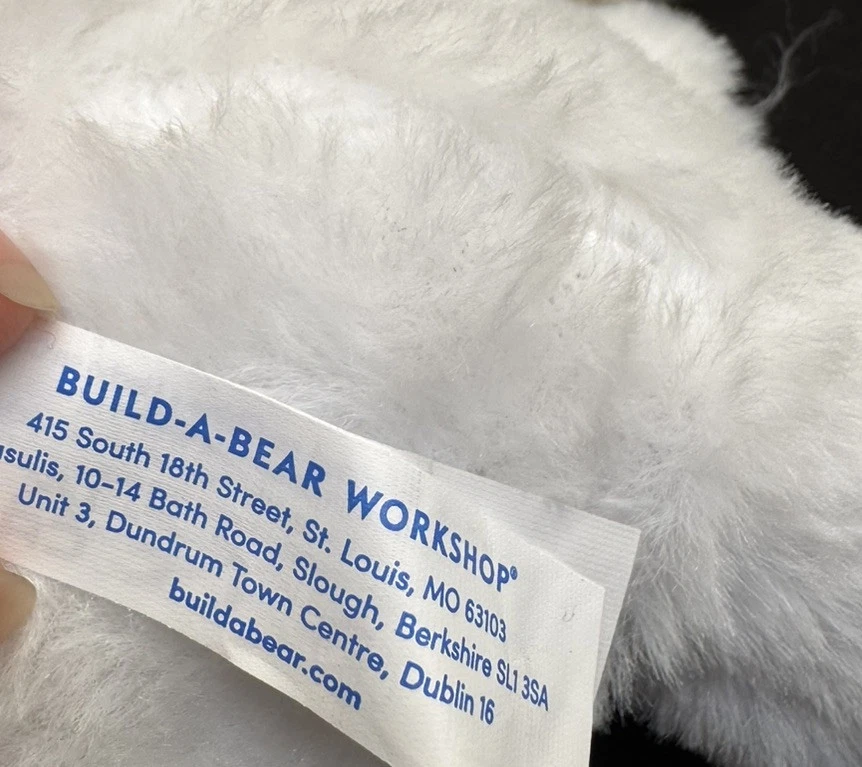 BUILD-A-BEAR WORKSHOP®
415 South 18th Street, St. Louis, MO 63103
10-14 Bath Road, Slough, Berkshire SL1 3SA
Unit 3, Dundrum Town Centre, Dublin 16
buildabear.com